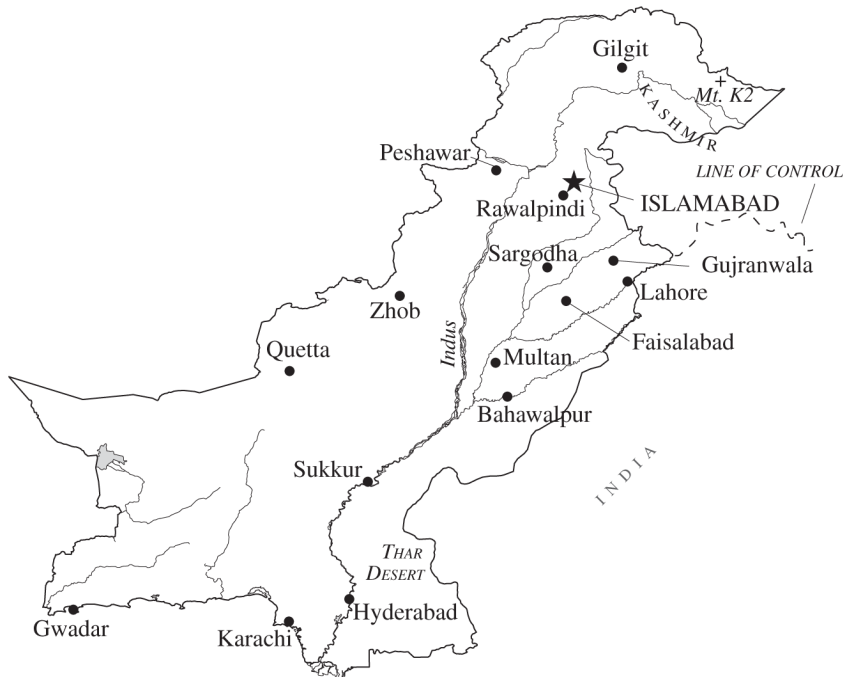 Gilgit
Mt. K2
KASHMIR
Peshawar
LINE OF CONTROL
Rawalpindi
ISLAMABAD
Sargodha
Gujranwala
Lahore
Zhob
Indus
Faisalabad
Quetta
Multan
Bahawalpur
INDIA
Sukkur
THAR
DESERT
Hyderabad
Gwadar
Karachi